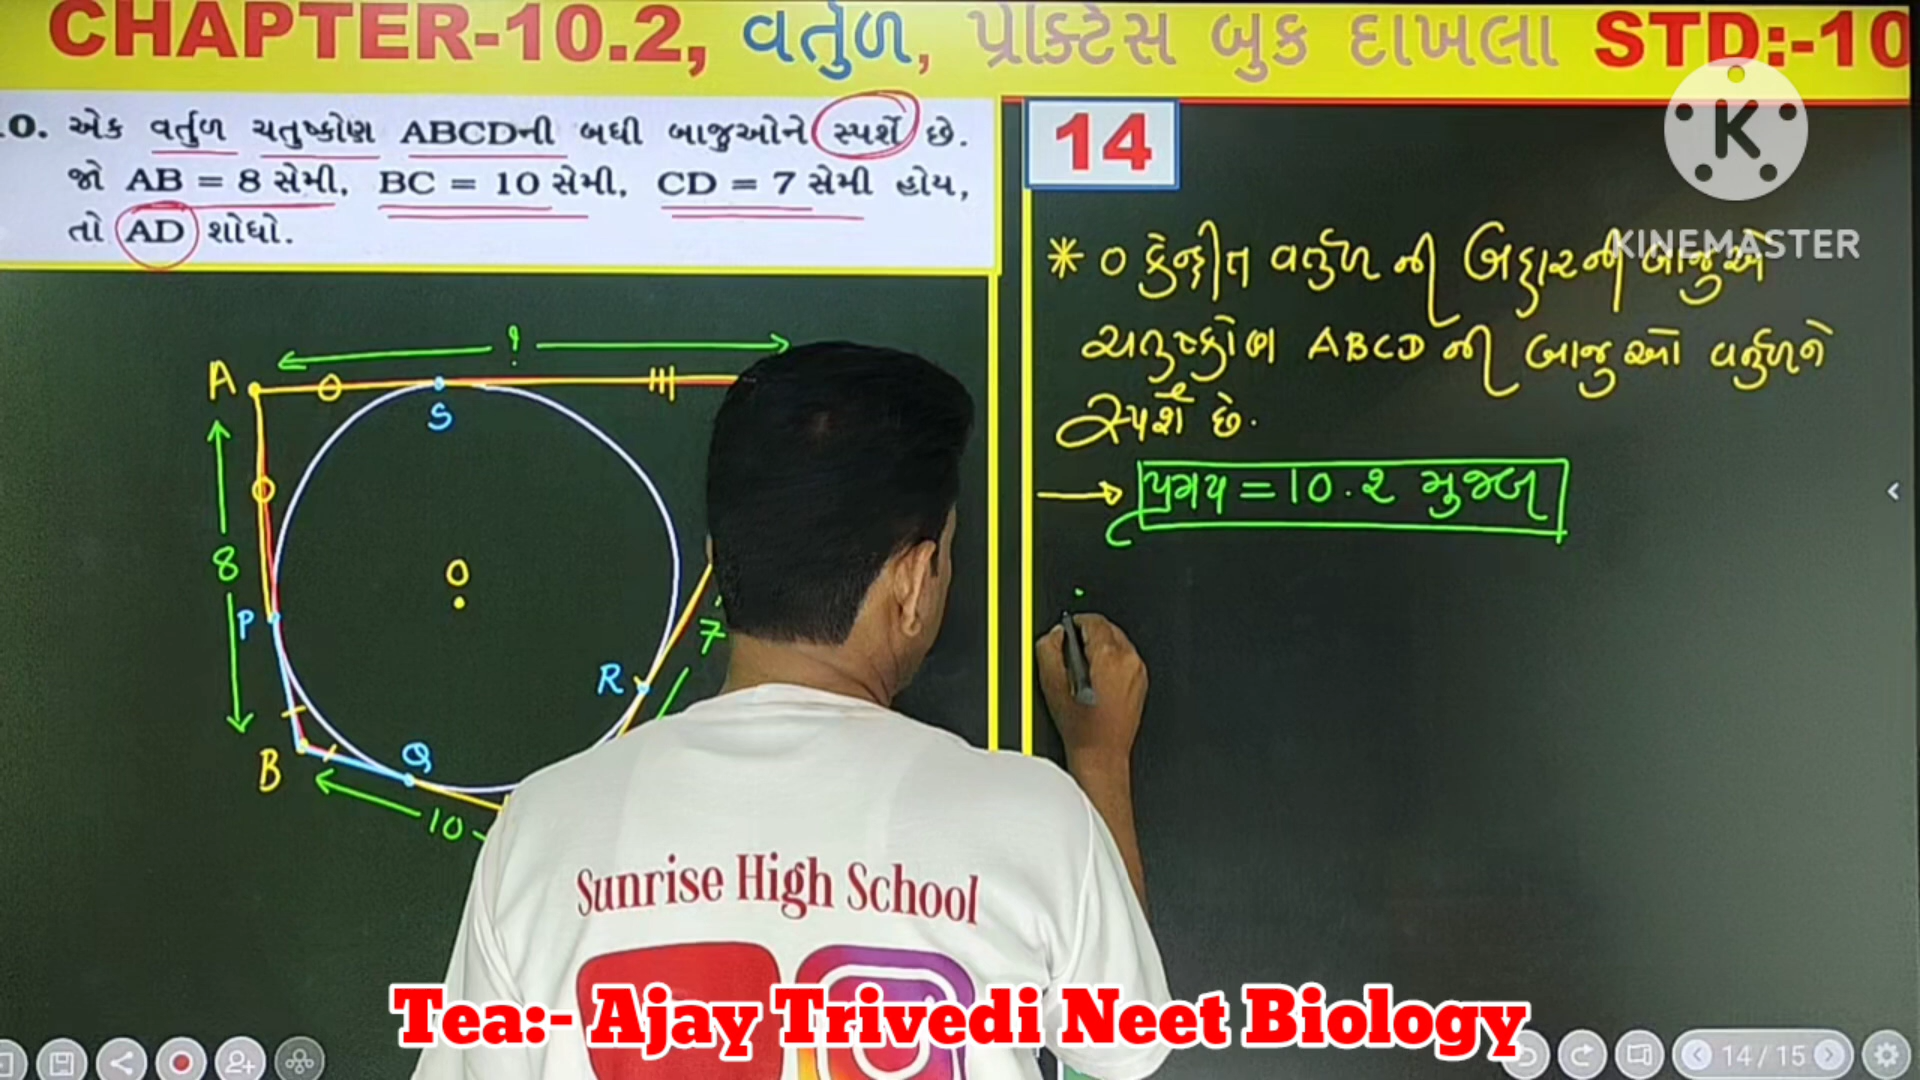 CHAPTER-10.2, વર્તુળ, પ્રેક્ટિસ બુક દાખલા STD:-10
0. એક વર્તુળ ચતુષ્કોણ ABCDની બધી બાજુઓને સ્પર્શે છે.
જો AB = 8 સેમી, BC = 10 સેમી, CD = 7 સેમી હોય,
તો AD શોધો.
14
K
KINEMASTER
* O કેન્દ્રીત વર્તુળ ની બહારની બાજુએ
ચતુષ્કોણ ABCD ની બાજુઓ વર્તુળને
સ્પર્શે છે.
પ્રમેય = 10.2 મુજબ
?
A
S
8
O
P
7
R
B
Q
10
Sunrise High School
Tea:- Ajay Trivedi Neet Biology
14/15